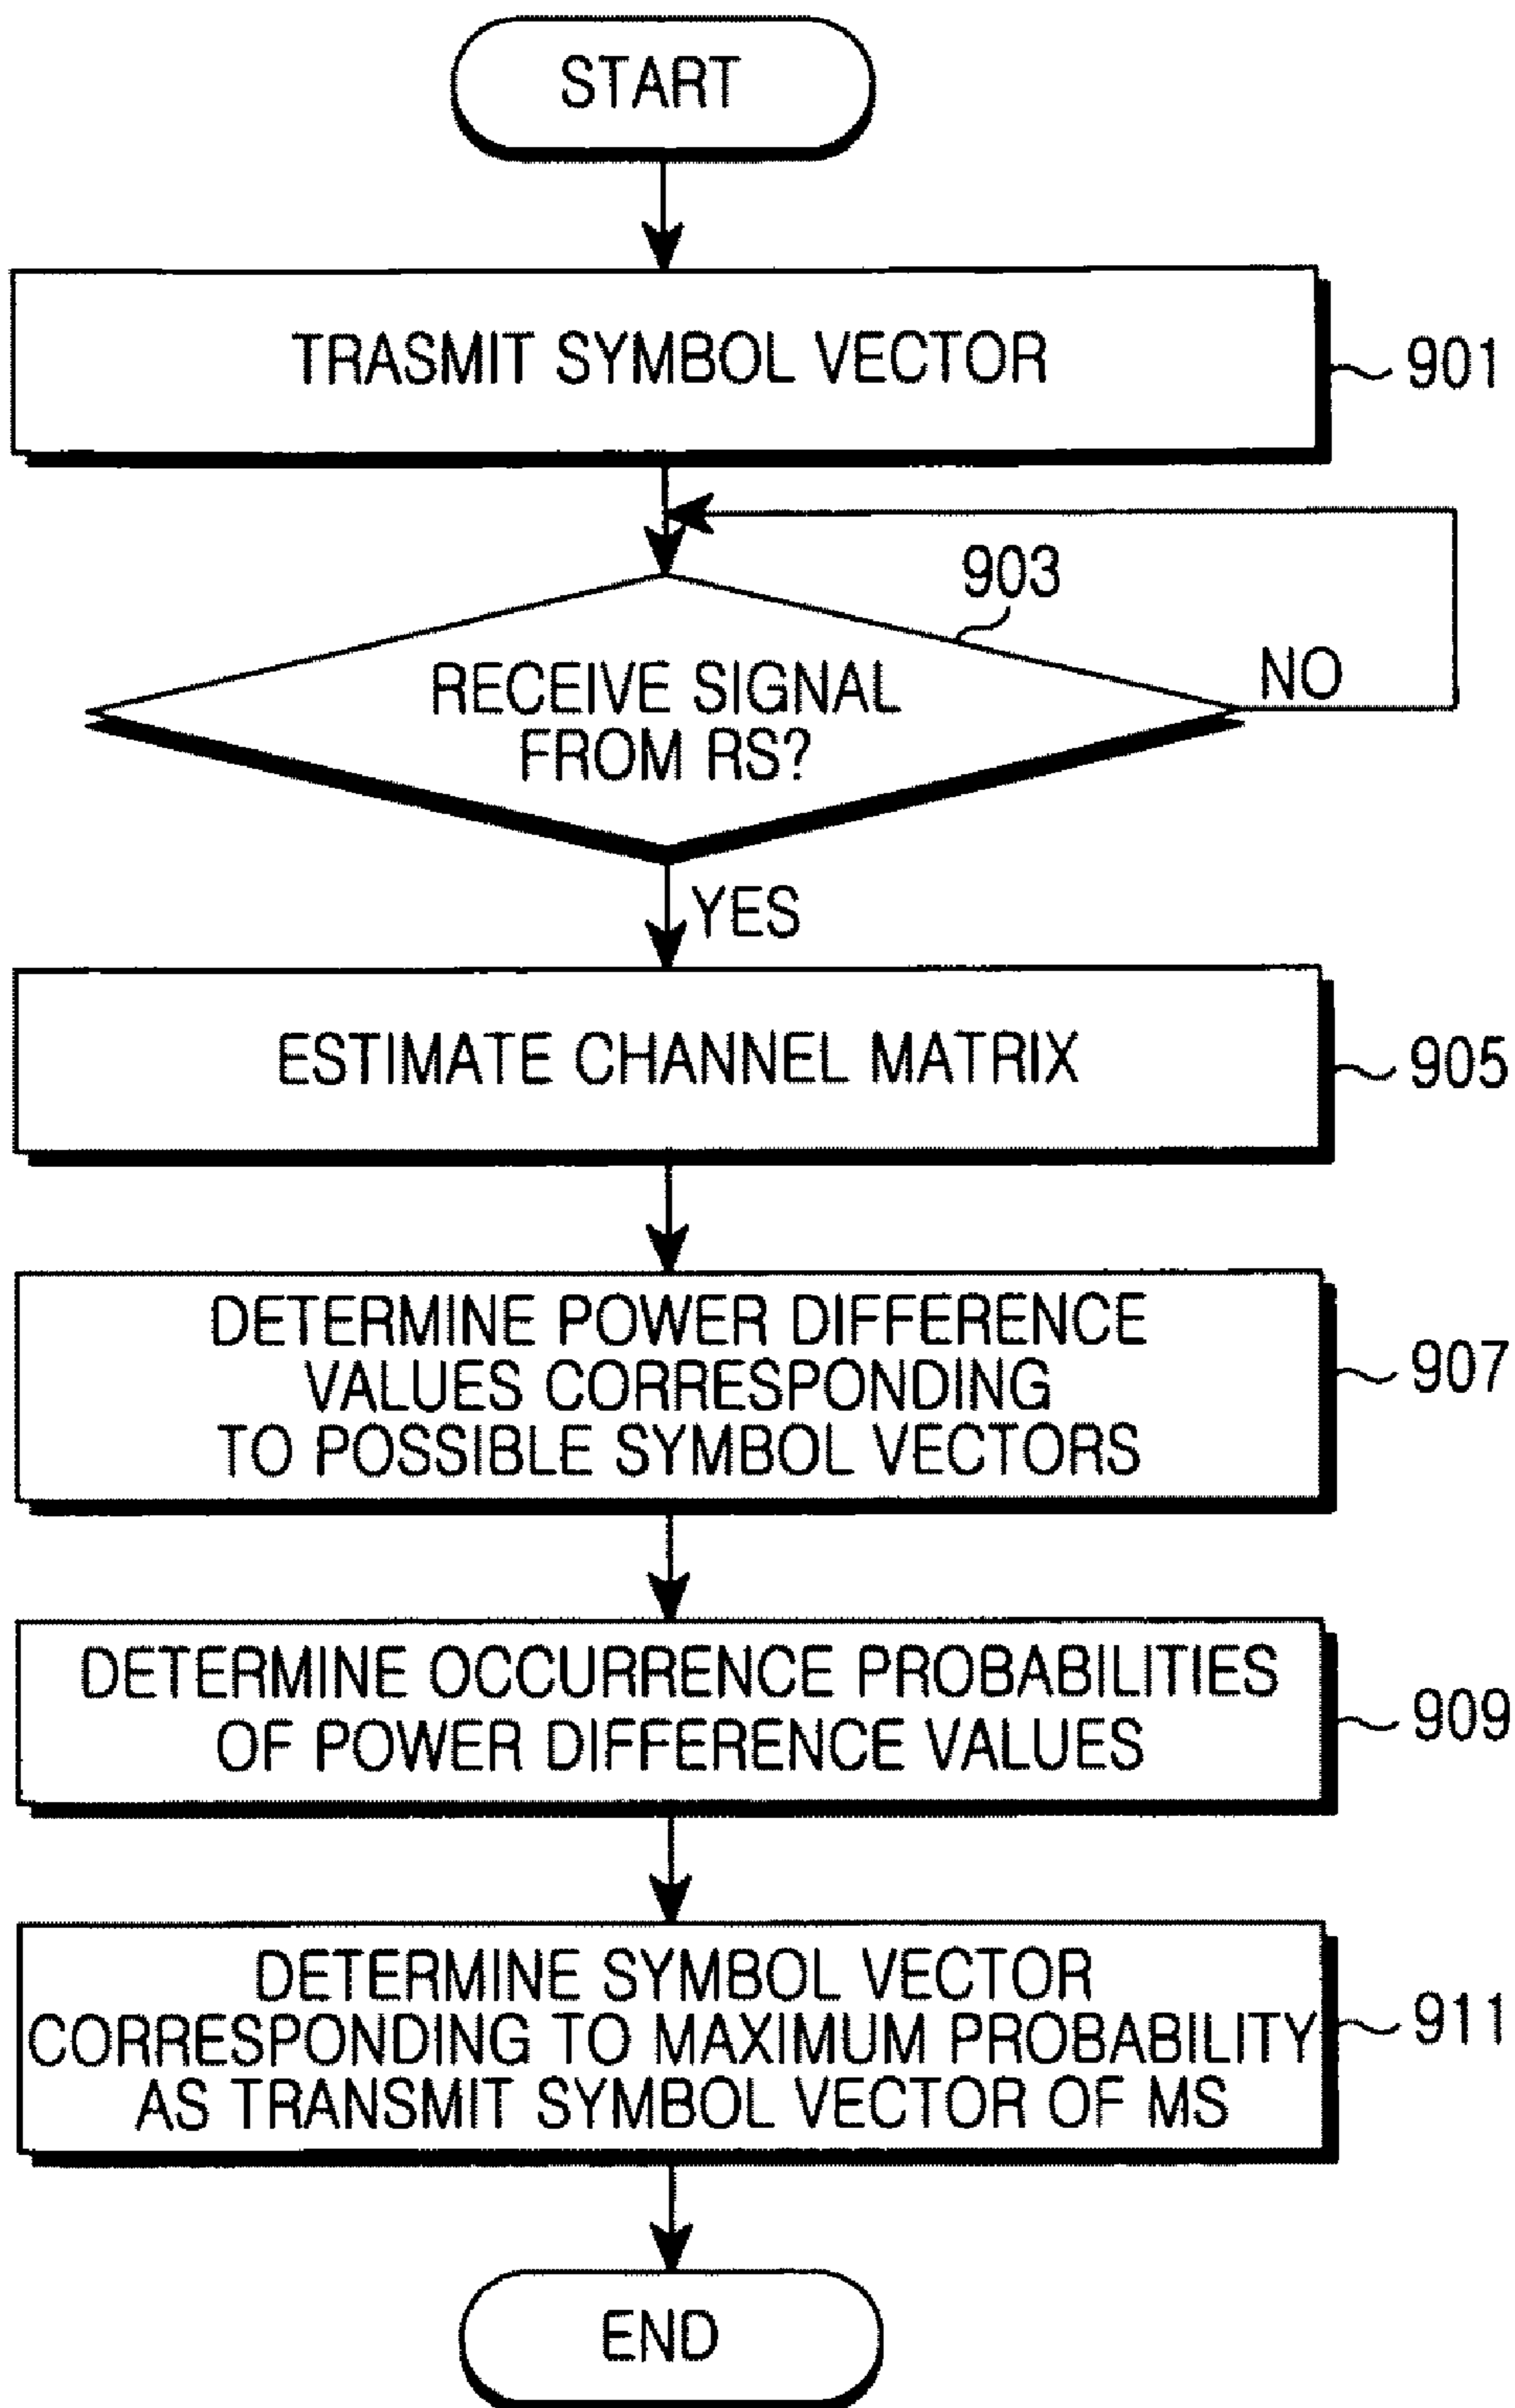 START
TRASMIT SYMBOL VECTOR
901
903
RECEIVE SIGNAL
FROM RS?
NO
YES
ESTIMATE CHANNEL MATRIX
905
DETERMINE POWER DIFFERENCE
VALUES CORRESPONDING
TO POSSIBLE SYMBOL VECTORS
907
DETERMINE OCCURRENCE PROBABILITIES
OF POWER DIFFERENCE VALUES
909
DETERMINE SYMBOL VECTOR
CORRESPONDING TO MAXIMUM PROBABILITY
AS TRANSMIT SYMBOL VECTOR OF MS
911
END